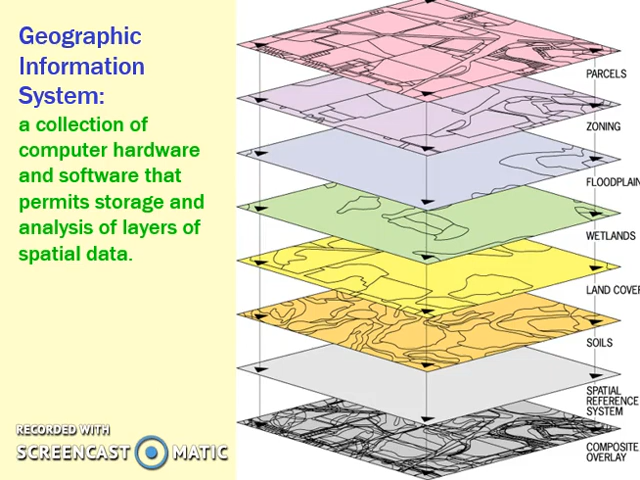 Geographic
Information
System:
a collection of
computer hardware
and software that
permits storage and
analysis of layers of
spatial data.
PARCELS
ZONING
FLOODPLAIN
WETLANDS
LAND COVE
SOILS
SPATIAL
REFERENCE
SYSTEM
COMPOSITE
OVERLAY
RECORDED WITH
SCREENCAST MATIC